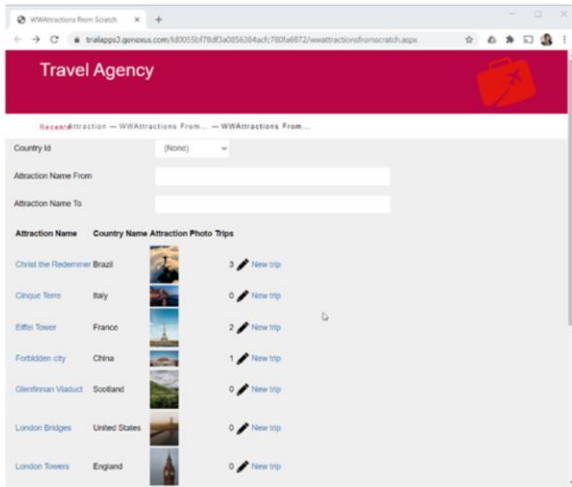 WWAttractions From Scratch
trialapps3.genexus.com/Id0055bf78df3a0856384acfc780fa6872/wwattractionsfromscratch.aspx
Travel Agency
Recents Attraction — WWAttractions From... — WWAttractions From...
Country Id (None)
Attraction Name From
Attraction Name To
Attraction Name Country Name Attraction Photo Trips
Christ the Redemmer Brazil 3 New trip
Cinque Terre Italy 0 New trip
Eiffel Tower France 2 New trip
Forbidden city China 1 New trip
Glenfinnan Viaduct Scotland 0 New trip
London Bridges United States 0 New trip
London Towers England 0 New trip